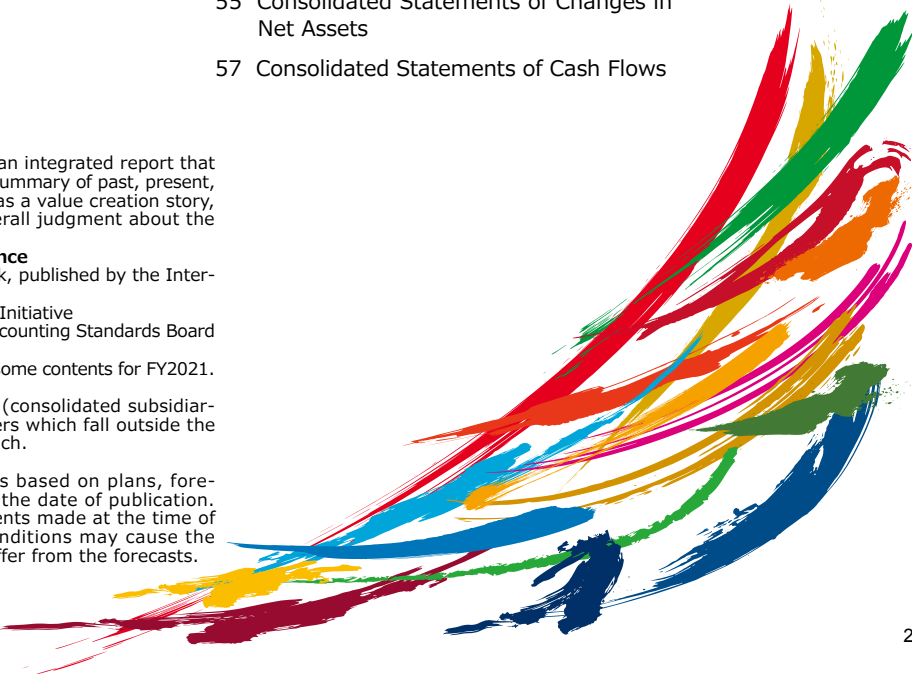 55 Consolidated Statements of Changes in
Net Assets
57 Consolidated Statements of Cash Flows
an integrated report that
ummary of past, present,
as a value creation story,
erall judgment about the
nce
k, published by the Inter-
Initiative
counting Standards Board
some contents for FY2021.
(consolidated subsidiar-
ers which fall outside the
ch.
s based on plans, fore-
the date of publication.
ents made at the time of
nditions may cause the
ffer from the forecasts.
2